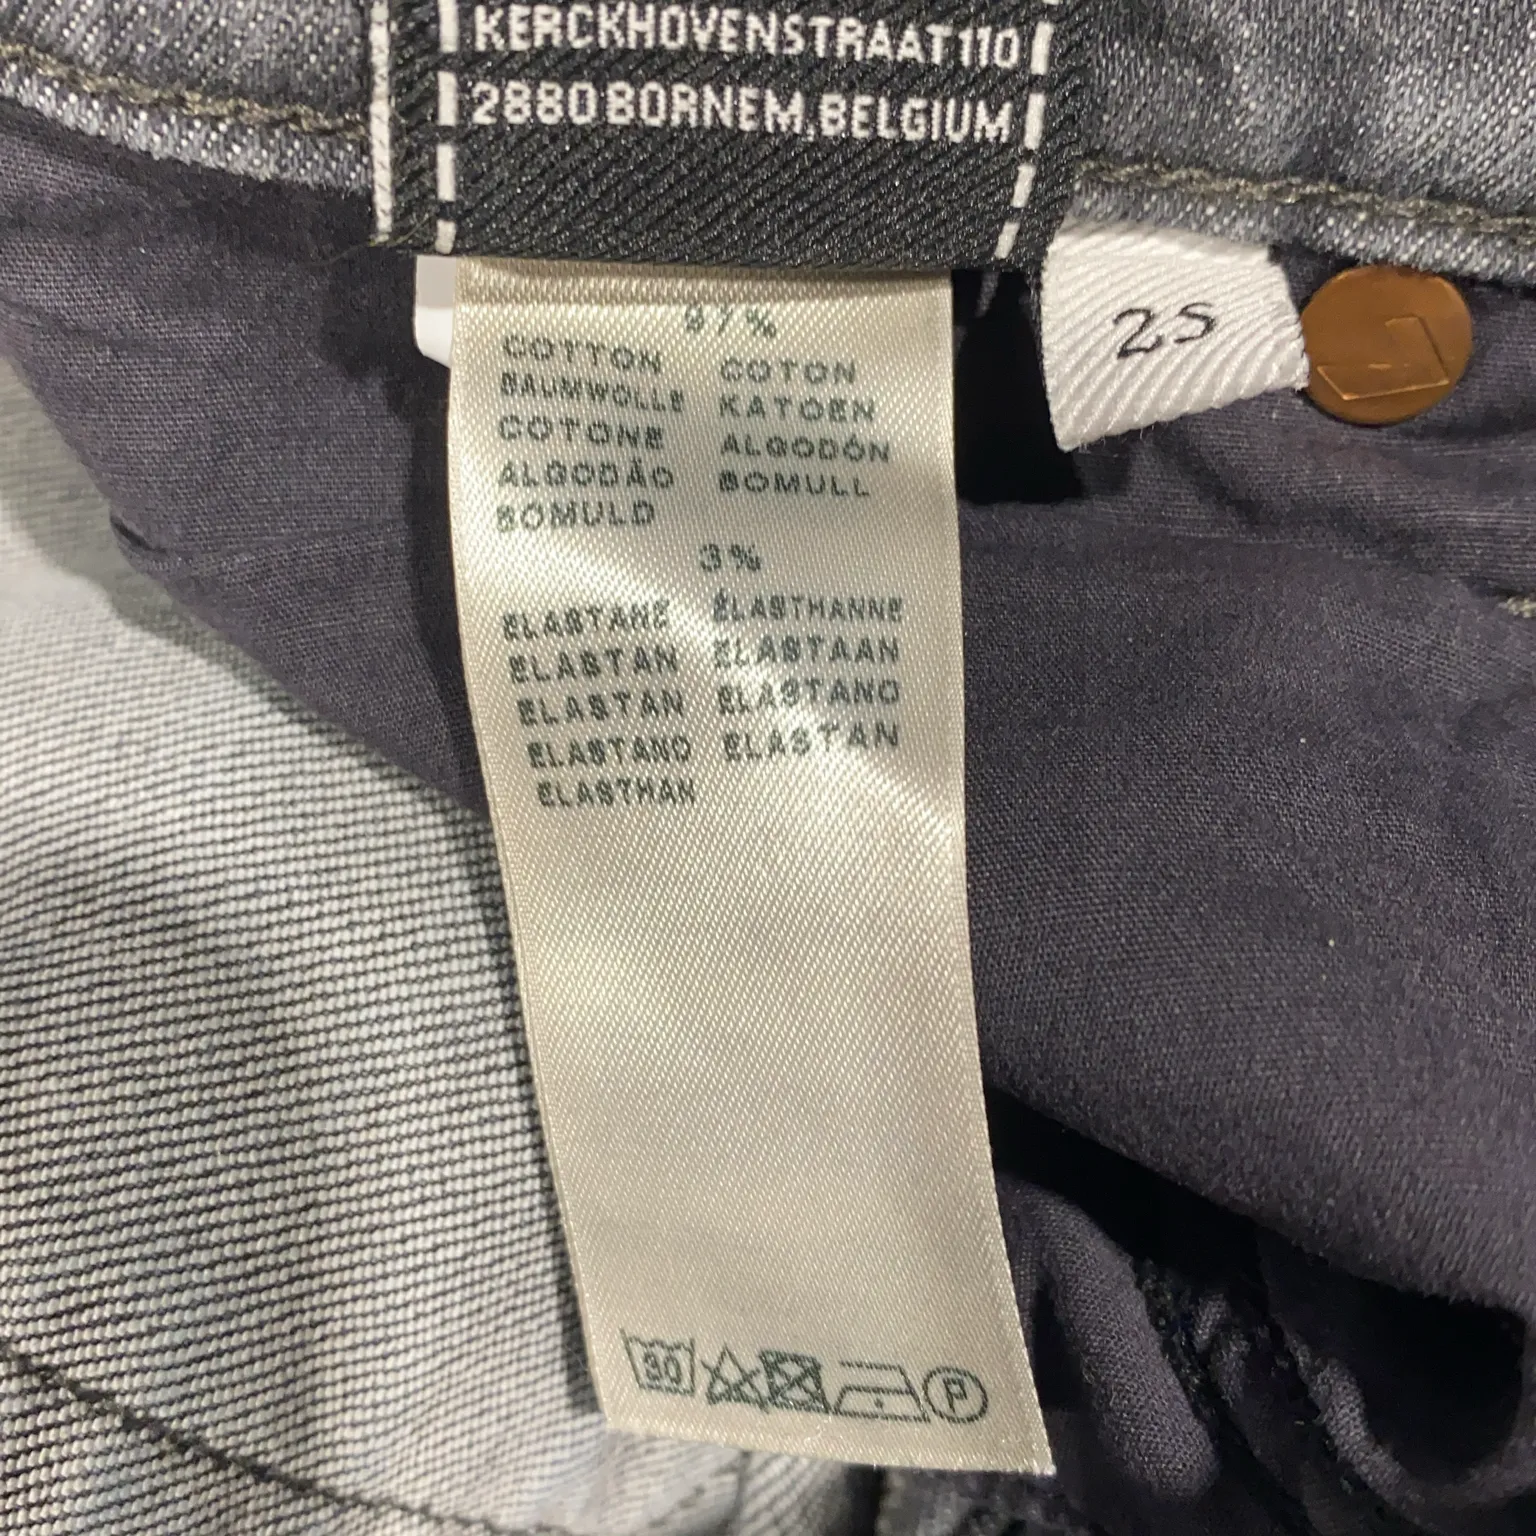 KERCKHOVENSTRAAT 110
2880 BORNEM, BELGIUM
25
97%
COTTON COTON
BAUMWOLLE KATOEN
COTONE ALGODÓN
ALGODÃO BOMULL
BOMULD
3%
ELASTANE ÉLASTHANNE
ELASTAN ELASTAAN
ELASTAN ELASTANO
ELASTANO ELASTAN
ELASTHAN
30
P